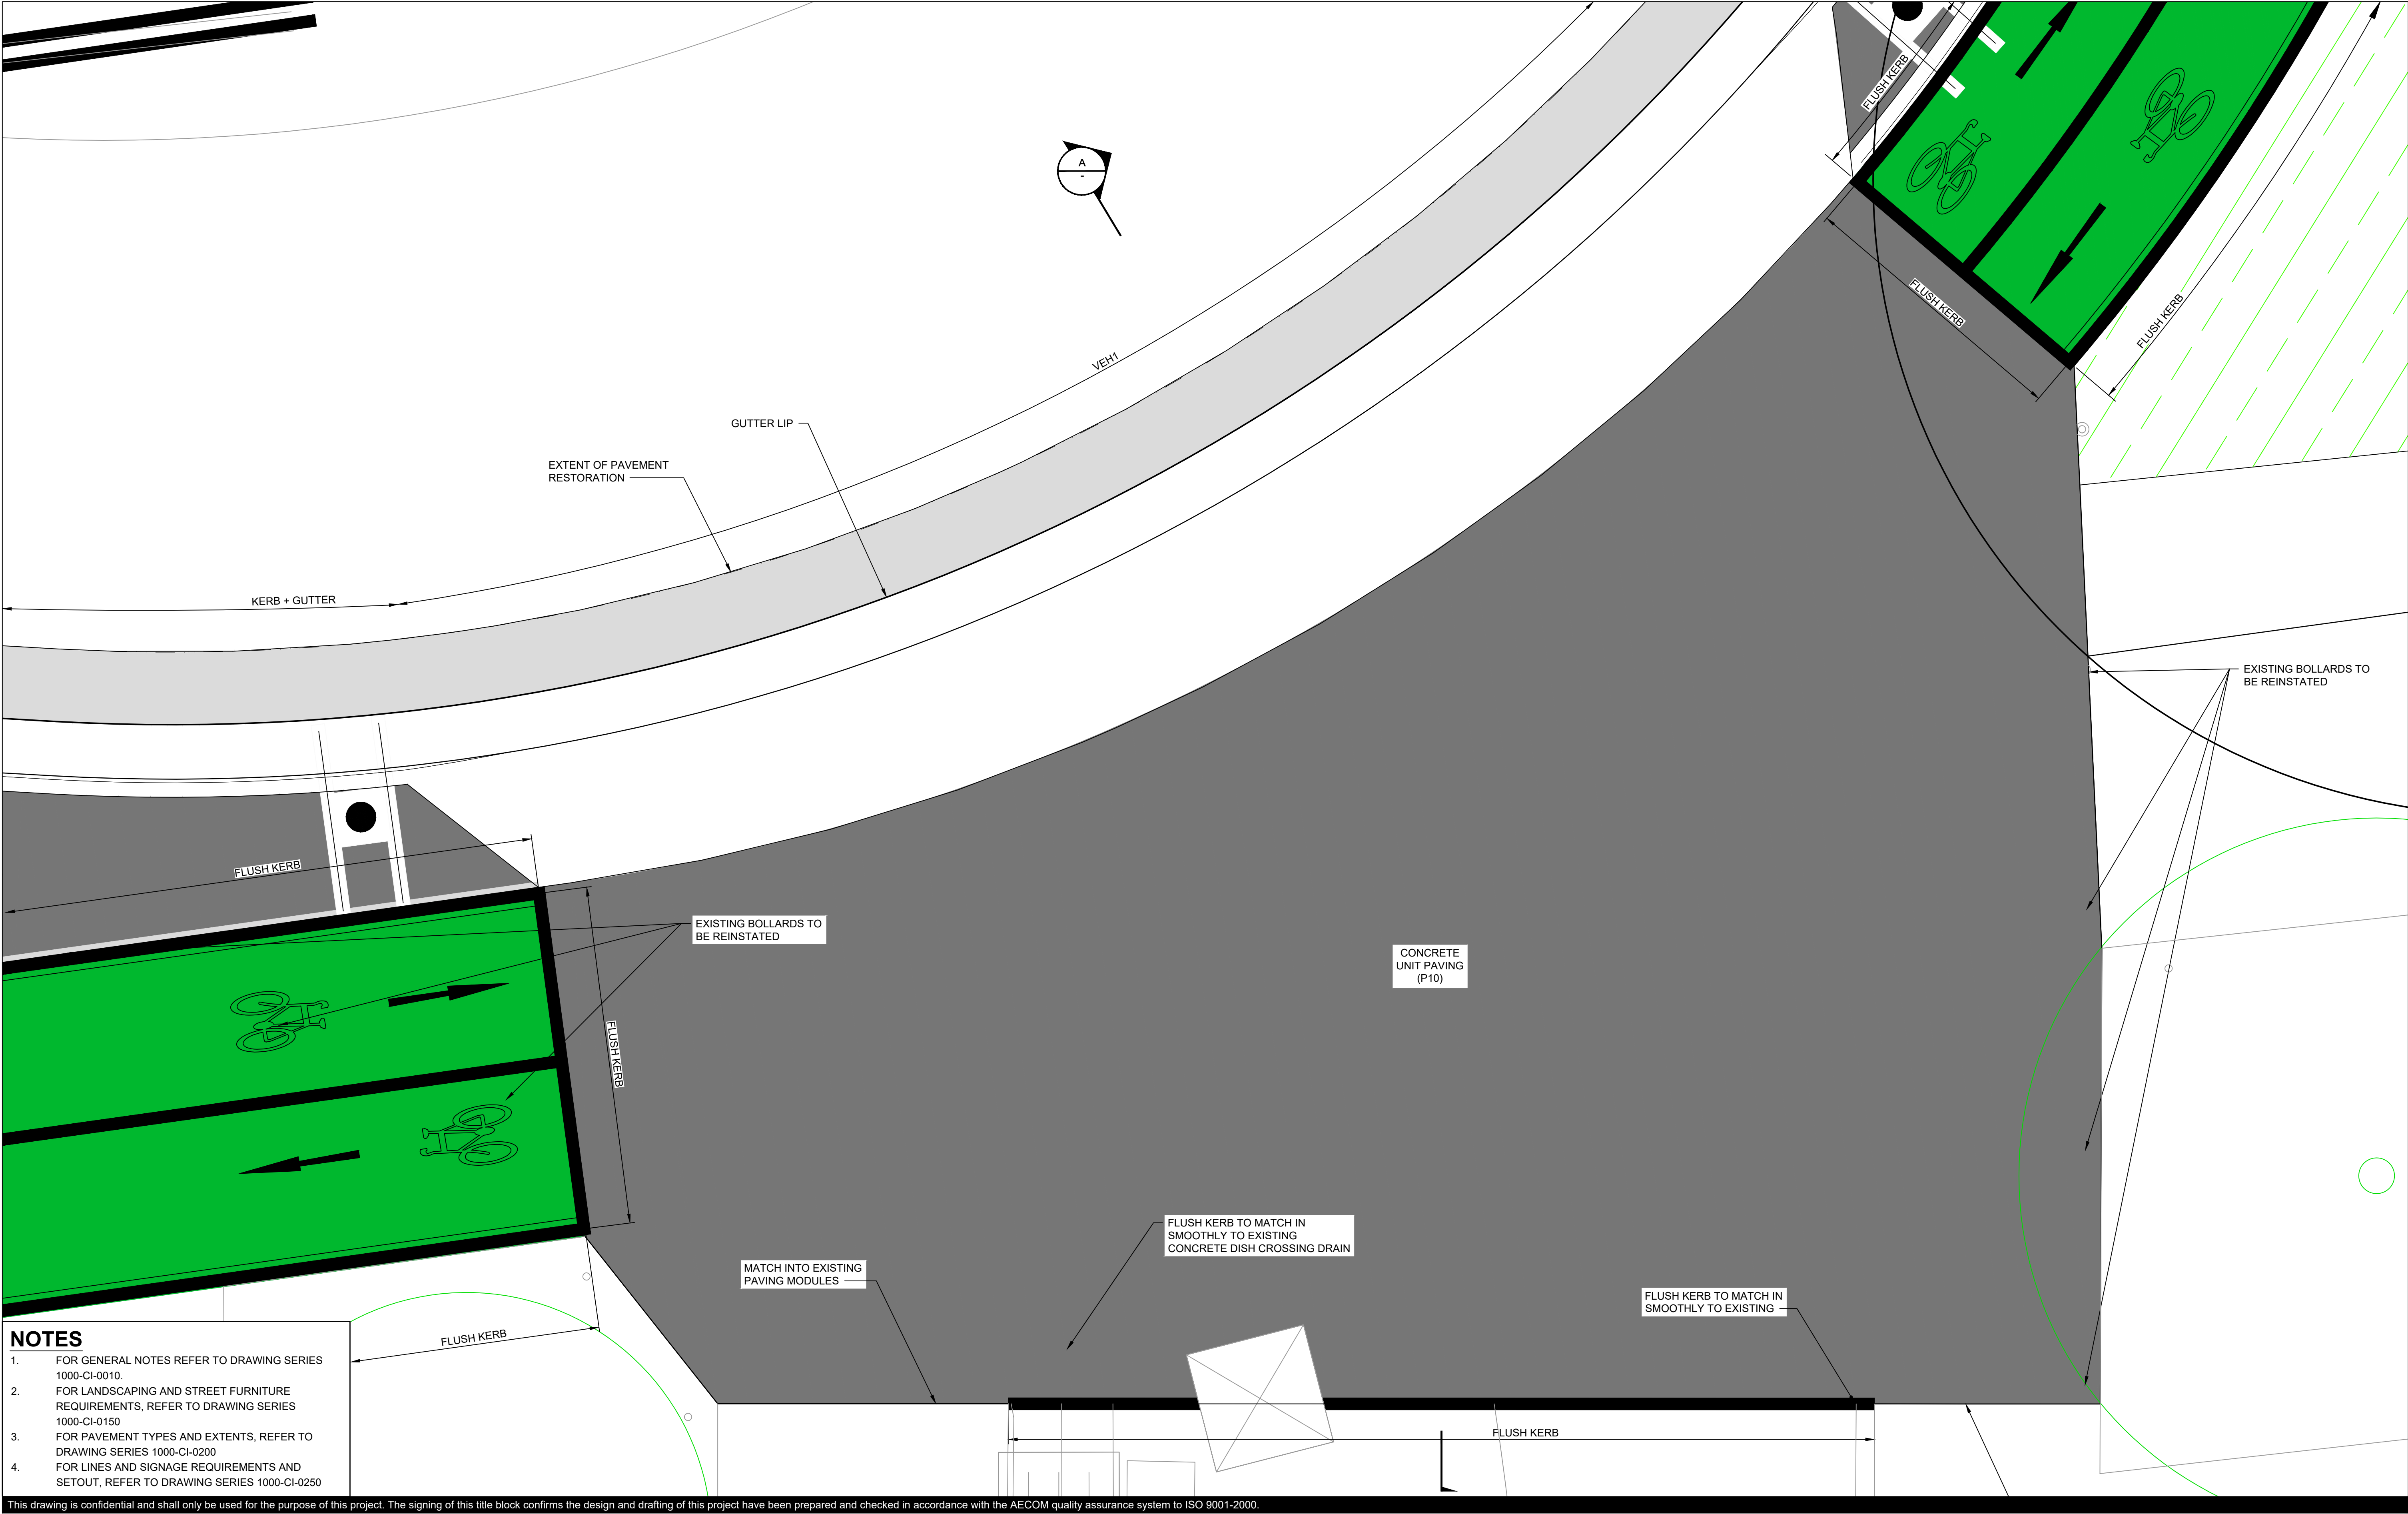 A
-
FLUSH KERB
FLUSH KERB
FLUSH KERB
VEH1
GUTTER LIP
EXTENT OF PAVEMENT
RESTORATION
KERB + GUTTER
EXISTING BOLLARDS TO
BE REINSTATED
FLUSH KERB
EXISTING BOLLARDS TO
BE REINSTATED
CONCRETE
UNIT PAVING
(P10)
FLUSH KERB
FLUSH KERB TO MATCH IN
SMOOTHLY TO EXISTING
CONCRETE DISH CROSSING DRAIN
MATCH INTO EXISTING
PAVING MODULES
FLUSH KERB TO MATCH IN
SMOOTHLY TO EXISTING
FLUSH KERB
FLUSH KERB
NOTES
1. FOR GENERAL NOTES REFER TO DRAWING SERIES
1000-CI-0010.
2. FOR LANDSCAPING AND STREET FURNITURE
REQUIREMENTS, REFER TO DRAWING SERIES
1000-CI-0150
3. FOR PAVEMENT TYPES AND EXTENTS, REFER TO
DRAWING SERIES 1000-CI-0200
4. FOR LINES AND SIGNAGE REQUIREMENTS AND
SETOUT, REFER TO DRAWING SERIES 1000-CI-0250
This drawing is confidential and shall only be used for the purpose of this project. The signing of this title block confirms the design and drafting of this project have been prepared and checked in accordance with the AECOM quality assurance system to ISO 9001-2000.